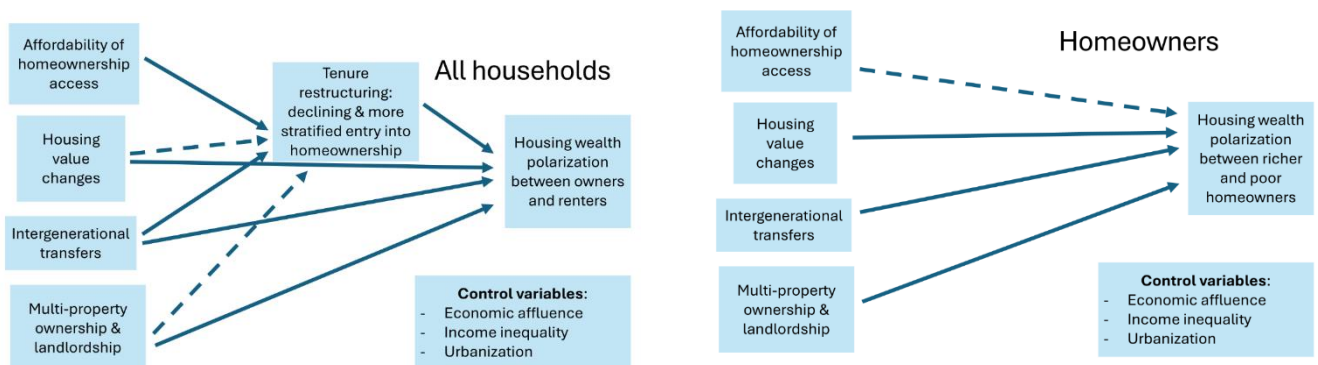 Affordability of
homeownership
access
Housing
value
changes
Intergenerational
transfers
Multi-property
ownership &
landlordship
Tenure
restructuring:
declining & more
stratified entry into
homeownership
All households
Housing wealth
polarization
between owners
and renters
Control variables:
- Economic affluence
- Income inequality
- Urbanization
Homeowners
Affordability of
homeownership
access
Housing
value
changes
Intergenerational
transfers
Multi-property
ownership &
landlordship
Housing wealth
polarization
between richer
and poor
homeowners
Control variables:
- Economic affluence
- Income inequality
- Urbanization